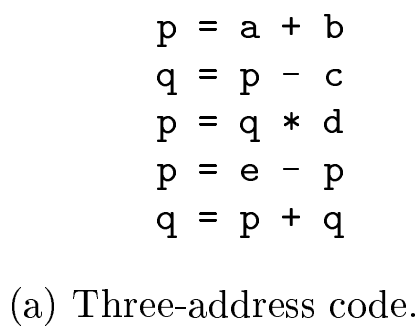 p = a + b
q = p - c
p = q * d
p = e - p
q = p + q
(a) Three-address code.